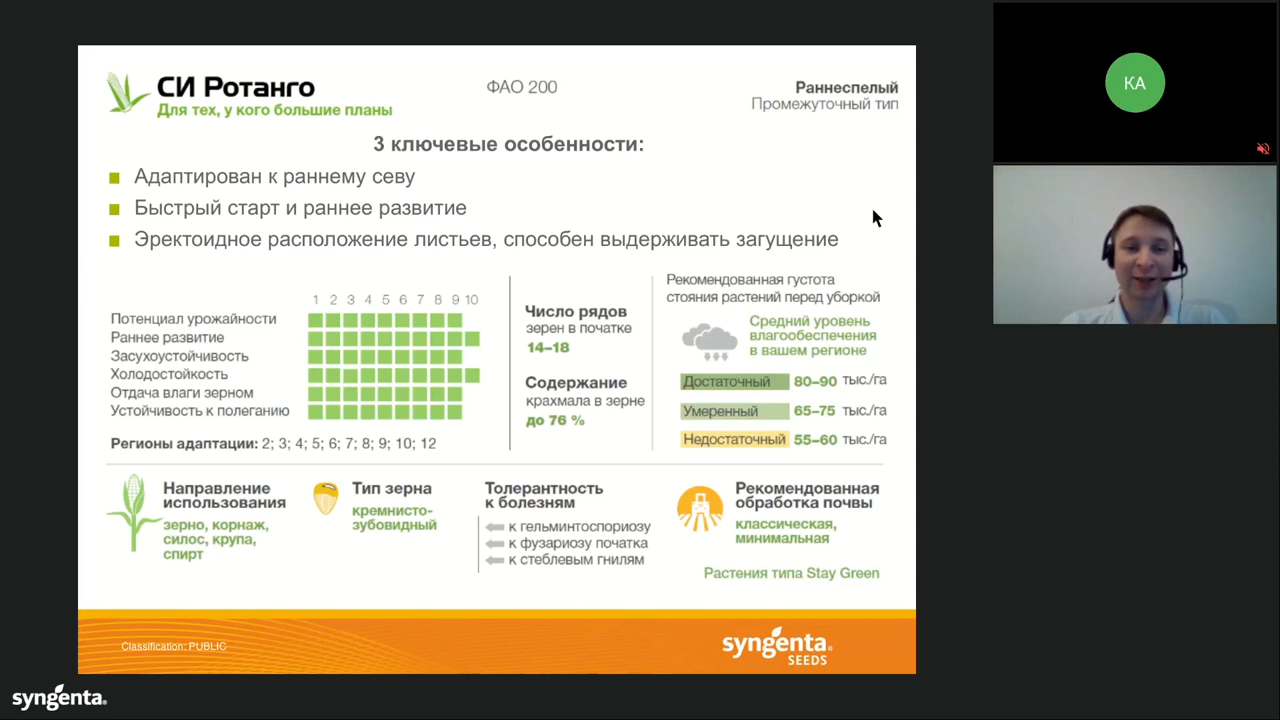 СИ Ротанго
Для тех, у кого большие планы
ФАО 200
Раннеспелый
Промежуточный тип
3 ключевые особенности:
Адаптирован к раннему севу
Быстрый старт и раннее развитие
Эректоидное расположение листьев, способен выдерживать загущение
1 2 3 4 5 6 7 8 9 10
Потенциал урожайности
Раннее развитие
Засухоустойчивость
Холодостойкость
Отдача влаги зерном
Устойчивость к полеганию
Регионы адаптации: 2; 3; 4; 5; 6; 7; 8; 9; 10; 12
Число рядов
зерен в початке
14–18
Содержание
крахмала в зерне
до 76 %
Рекомендованная густота
стояния растений перед уборкой
Средний уровень
влагообеспечения
в вашем регионе
Достаточный 80–90 тыс./га
Умеренный 65–75 тыс./га
Недостаточный 55–60 тыс./га
Направление
использования
зерно, корнаж,
силос, крупа,
спирт
Тип зерна
кремнисто-
зубовидный
Толерантность
к болезням
к гельминтоспориозу
к фузариозу початка
к стеблевым гнилям
Рекомендованная
обработка почвы
классическая,
минимальная
Растения типа Stay Green
Classification: PUBLIC
syngenta.
SEEDS
syngenta.
КА